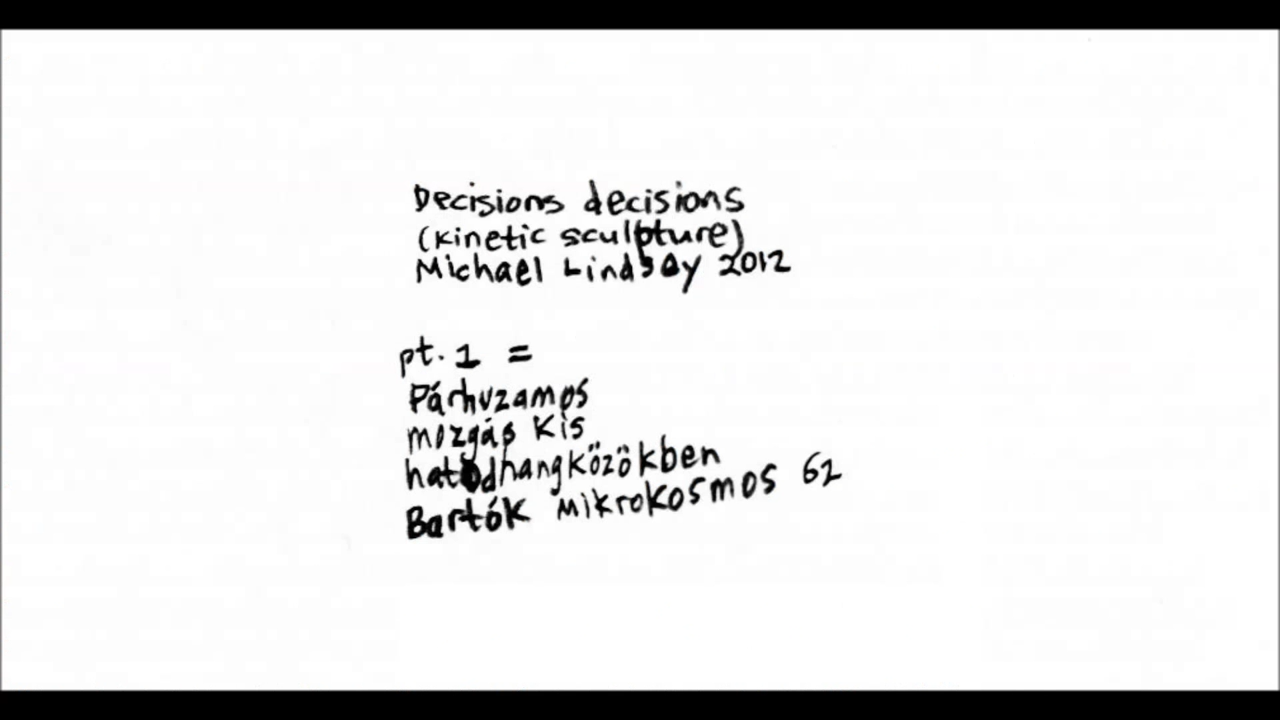 Decisions decisions
(kinetic sculpture)
Michael Lindsay 2012
pt. 1 =
Párhuzamos
mozgás kis
hatodhangközökben
Bartók Mikrokosmos 62